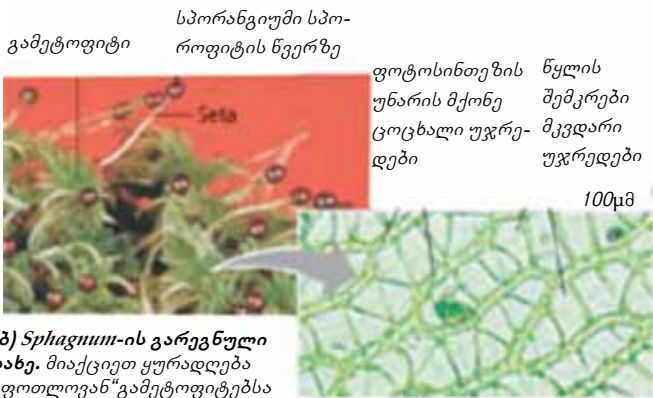 გამეტოფიტი
სპორანგიუმი სპო-
როფიტის წვერზე
ფოტოსინთეზის
უნარის მქონე
ცოცხალი უჯრე-
დები
წყლის
შემკრები
მკვდარი
უჯრედები
Seta
100μმ
ბ) Sphagnum-ის გარეგნული
სახე. მიაქციეთ ყურადღება
ფოთლოვან“გამეტოფიტებსა